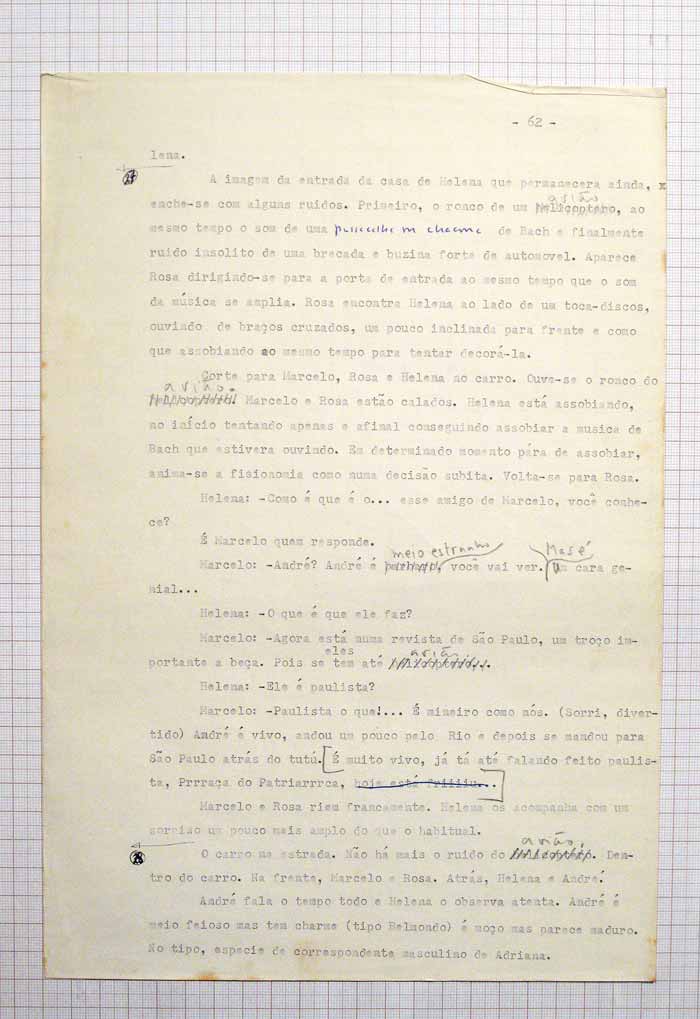 - 62 -
lena.
27
A imagem da entrada da casa de Helena que permanecera ainda, x
avião
enche-se com alguns ruidos. Primeiro, o ronco de um helicoptero, ao
mesmo tempo o som de uma de Bach e finalmente
ruido insolito de uma brecada e buzina forte de automovel. Aparece
Rosa dirigindo-se para a porta de entrada ao mesmo tempo que o som
da música se amplia. Rosa encontra Helena ao lado de um toca-discos,
ouvindo de braços cruzados, um pouco inclinada para frente e como
que assobiando ao mesmo tempo para tentar decorá-la.
Corte para Marcelo, Rosa e Helena no carro. Ouve-se o ronco do
avião.
Marcelo e Rosa estão calados. Helena está assobiando,
no início tentando apenas e afinal conseguindo assobiar a musica de
Bach que estivera ouvindo. Em determinado momento pára de assobiar,
anima-se a fisionomia como numa decisão subita. Volta-se para Rosa.
Helena: -Como é que é o... esse amigo de Marcelo, você conhe-
ce?
É Marcelo quem responde.
meio estranho Mas é
Marcelo: -André? André é você vai ver. Um cara ge-
nial...
Helena: -O que é que ele faz?
Marcelo: -Agora está numa revista de São Paulo, um troço im-
eles avião
portante a beça. Pois se tem até ...
Helena: -Ele é paulista?
Marcelo: -Paulista o que!... É mineiro como nós. (Sorri, diver-
tido) André é vivo, andou um pouco pelo Rio e depois se mandou para
São Paulo atrás do tutú. [É muito vivo, já tá até falando feito paulis-
ta, Prrraça do Patriarrrca, hoje está friiiiu...]
Marcelo e Rosa riem francamente. Helena os acompanha com um
sorriso um pouco mais amplo do que o habitual.
28
avião
O carro na estrada. Não há mais o ruido do . Den-
tro do carro. Na frente, Marcelo e Rosa. Atrás, Helena e André.
André fala o tempo todo e Helena o observa atenta. André é
meio feioso mas tem charme (tipo Belmondo) é moço mas parece maduro.
No tipo, especie de correspondente masculino de Adriana.